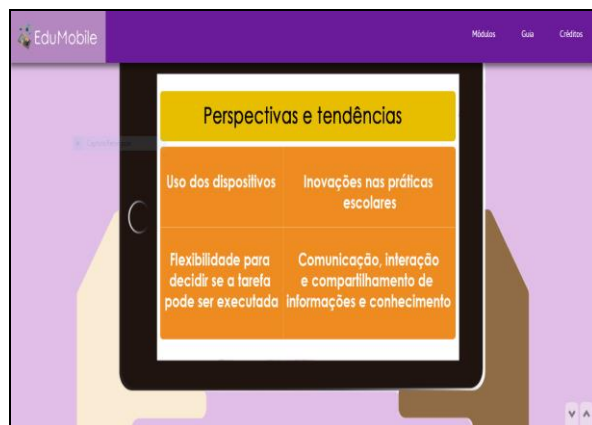 EduMobile
Módulos Guia Créditos
Perspectivas e tendências
Uso dos dispositivos
Inovações nas práticas
escolares
Flexibilidade para
decidir se a tarefa
pode ser executada
Comunicação, interação
e compartilhamento de
informações e conhecimento